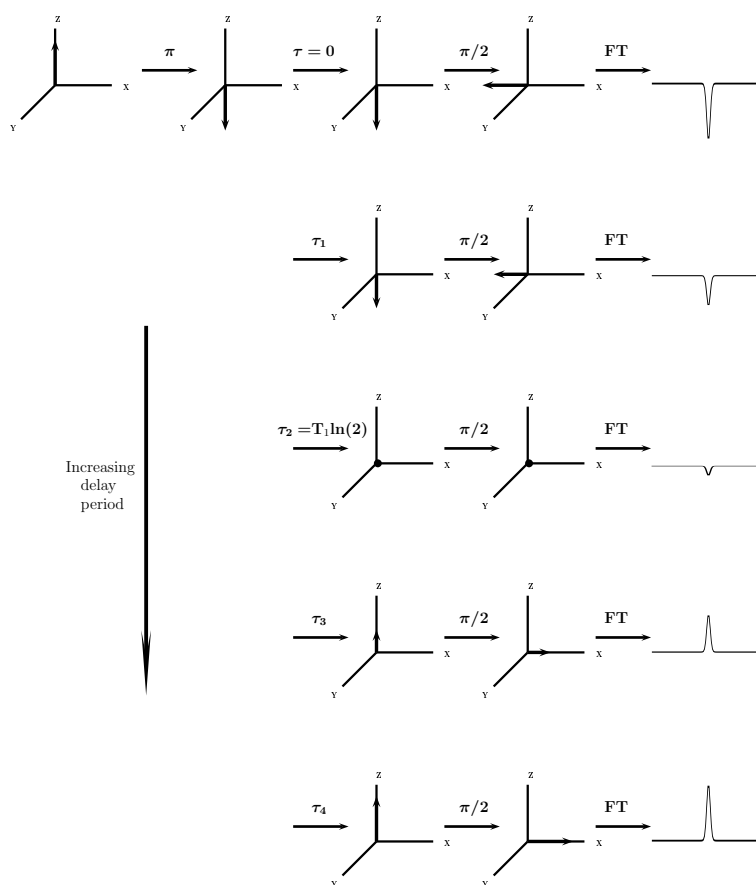 Z Z Z Z
π τ = 0 π/2 FT
X X X X
Y Y Y Y
Z Z
τ₁ π/2 FT
X X
Y Y
Z Z
τ₂ =T₁ln(2) π/2 FT
X X
Y Y
Increasing
delay
period
Z Z
τ₃ π/2 FT
X X
Y Y
Z Z
τ₄ π/2 FT
X X
Y Y